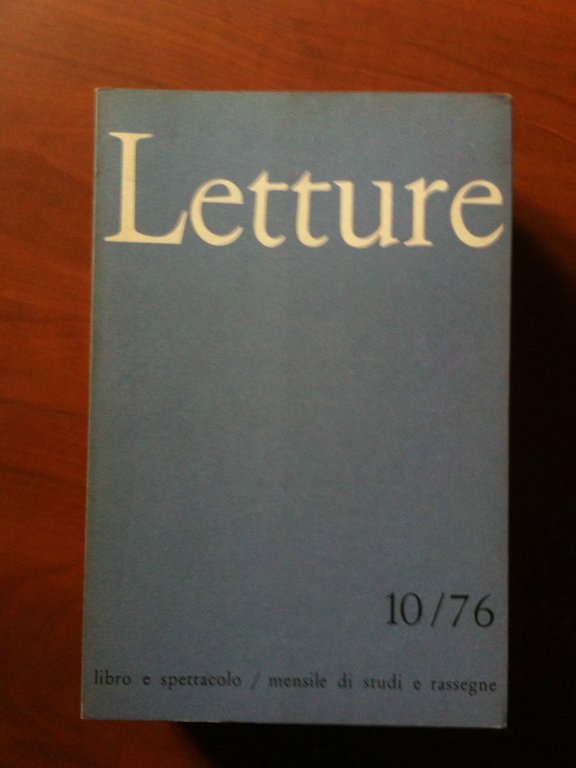 Letture
10/76
libro e spettacolo / mensile di studi e rassegne